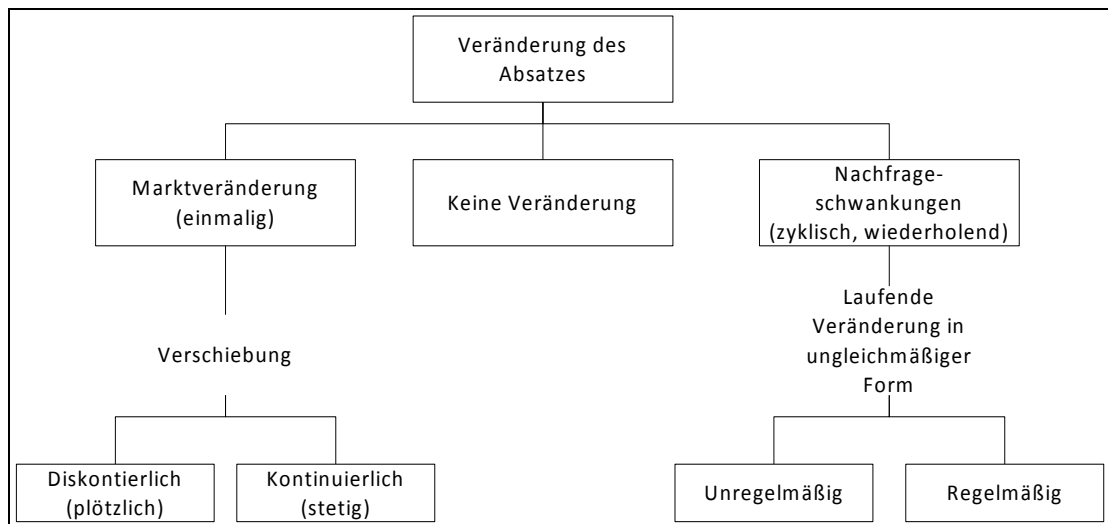 Veränderung des
Absatzes
Marktveränderung
(einmalig)
Keine Veränderung
Nachfrage-
schwankungen
(zyklisch, wiederholend)
Verschiebung
Laufende
Veränderung in
ungleichmäßiger
Form
Diskontierlich
(plötzlich)
Kontinuierlich
(stetig)
Unregelmäßig
Regelmäßig